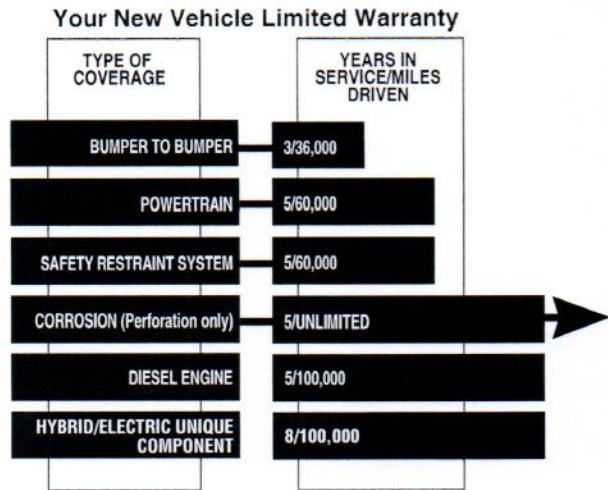 Your New Vehicle Limited Warranty
TYPE OF
COVERAGE
YEARS IN
SERVICE/MILES
DRIVEN
BUMPER TO BUMPER
3/36,000
POWERTRAIN
5/60,000
SAFETY RESTRAINT SYSTEM
5/60,000
CORROSION (Perforation only)
5/UNLIMITED
DIESEL ENGINE
5/100,000
HYBRID/ELECTRIC UNIQUE
COMPONENT
8/100,000